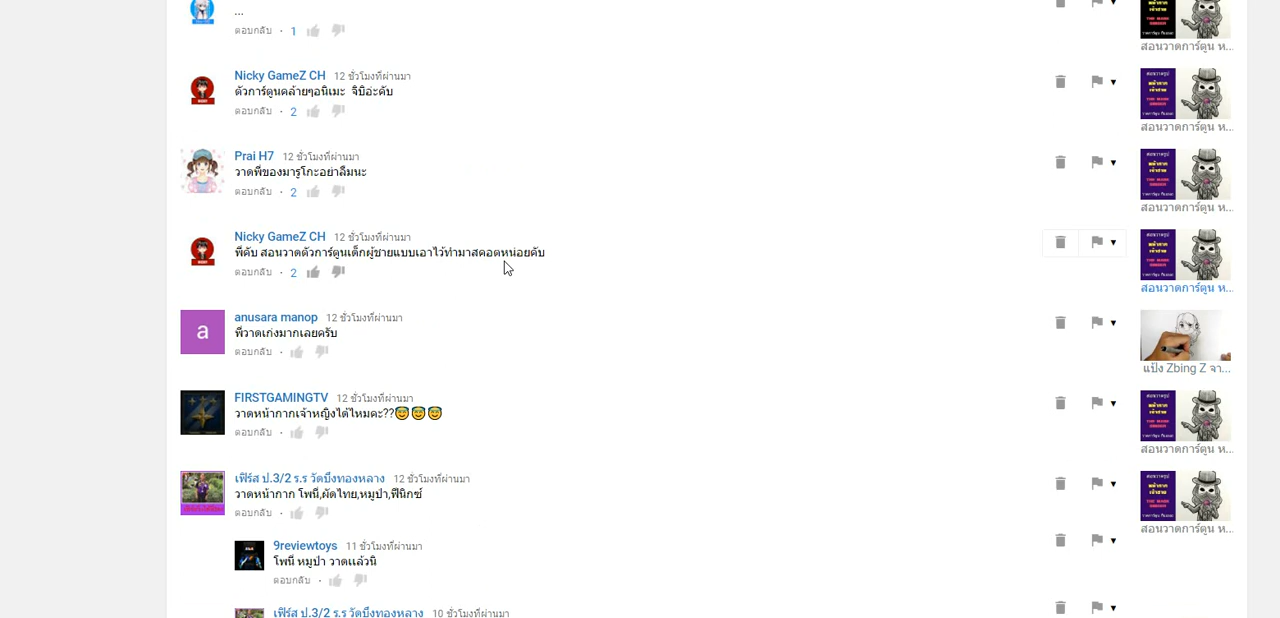 ...
ตอบกลับ · 1
สอนวาดการ์ตูน ห...
Nicky GameZ CH 12 ชั่วโมงที่ผ่านมา
ตัวการ์ตูนคล้ายๆอนิเมะ จิบิอ่ะคับ
ตอบกลับ · 2
สอนวาดการ์ตูน ห...
Prai H7 12 ชั่วโมงที่ผ่านมา
วาดพี่ของมารูโกะอย่าลืมนะ
ตอบกลับ · 2
สอนวาดการ์ตูน ห...
Nicky GameZ CH 12 ชั่วโมงที่ผ่านมา
พี่คับ สอนวาดตัวการ์ตูนเด็กผู้ชายแบบเอาไว้ทำมาสคอตหน่อยคับ
ตอบกลับ · 2
สอนวาดการ์ตูน ห...
a
anusara manop 12 ชั่วโมงที่ผ่านมา
พี่วาดเก่งมากเลยครับ
ตอบกลับ ·
แป้ง Zbing Z จา...
FIRSTGAMINGTV 12 ชั่วโมงที่ผ่านมา
วาดหน้ากากเจ้าหญิงได้ไหมคะ??😇😇😇
ตอบกลับ ·
สอนวาดการ์ตูน ห...
เฟิร์ส ป.3/2 ร.ร วัดบึงทองหลาง 12 ชั่วโมงที่ผ่านมา
วาดหน้ากาก โพนี่,ผัดไทย,หมูป่า,ฟีนิกซ์
ตอบกลับ ·
สอนวาดการ์ตูน ห...
9reviewtoys 11 ชั่วโมงที่ผ่านมา
โพนี่ หมูป่า วาดแล้วนิ
ตอบกลับ ·
เฟิร์ส ป.3/2 ร.ร วัดบึงทองหลาง 10 ชั่วโมงที่ผ่านมา